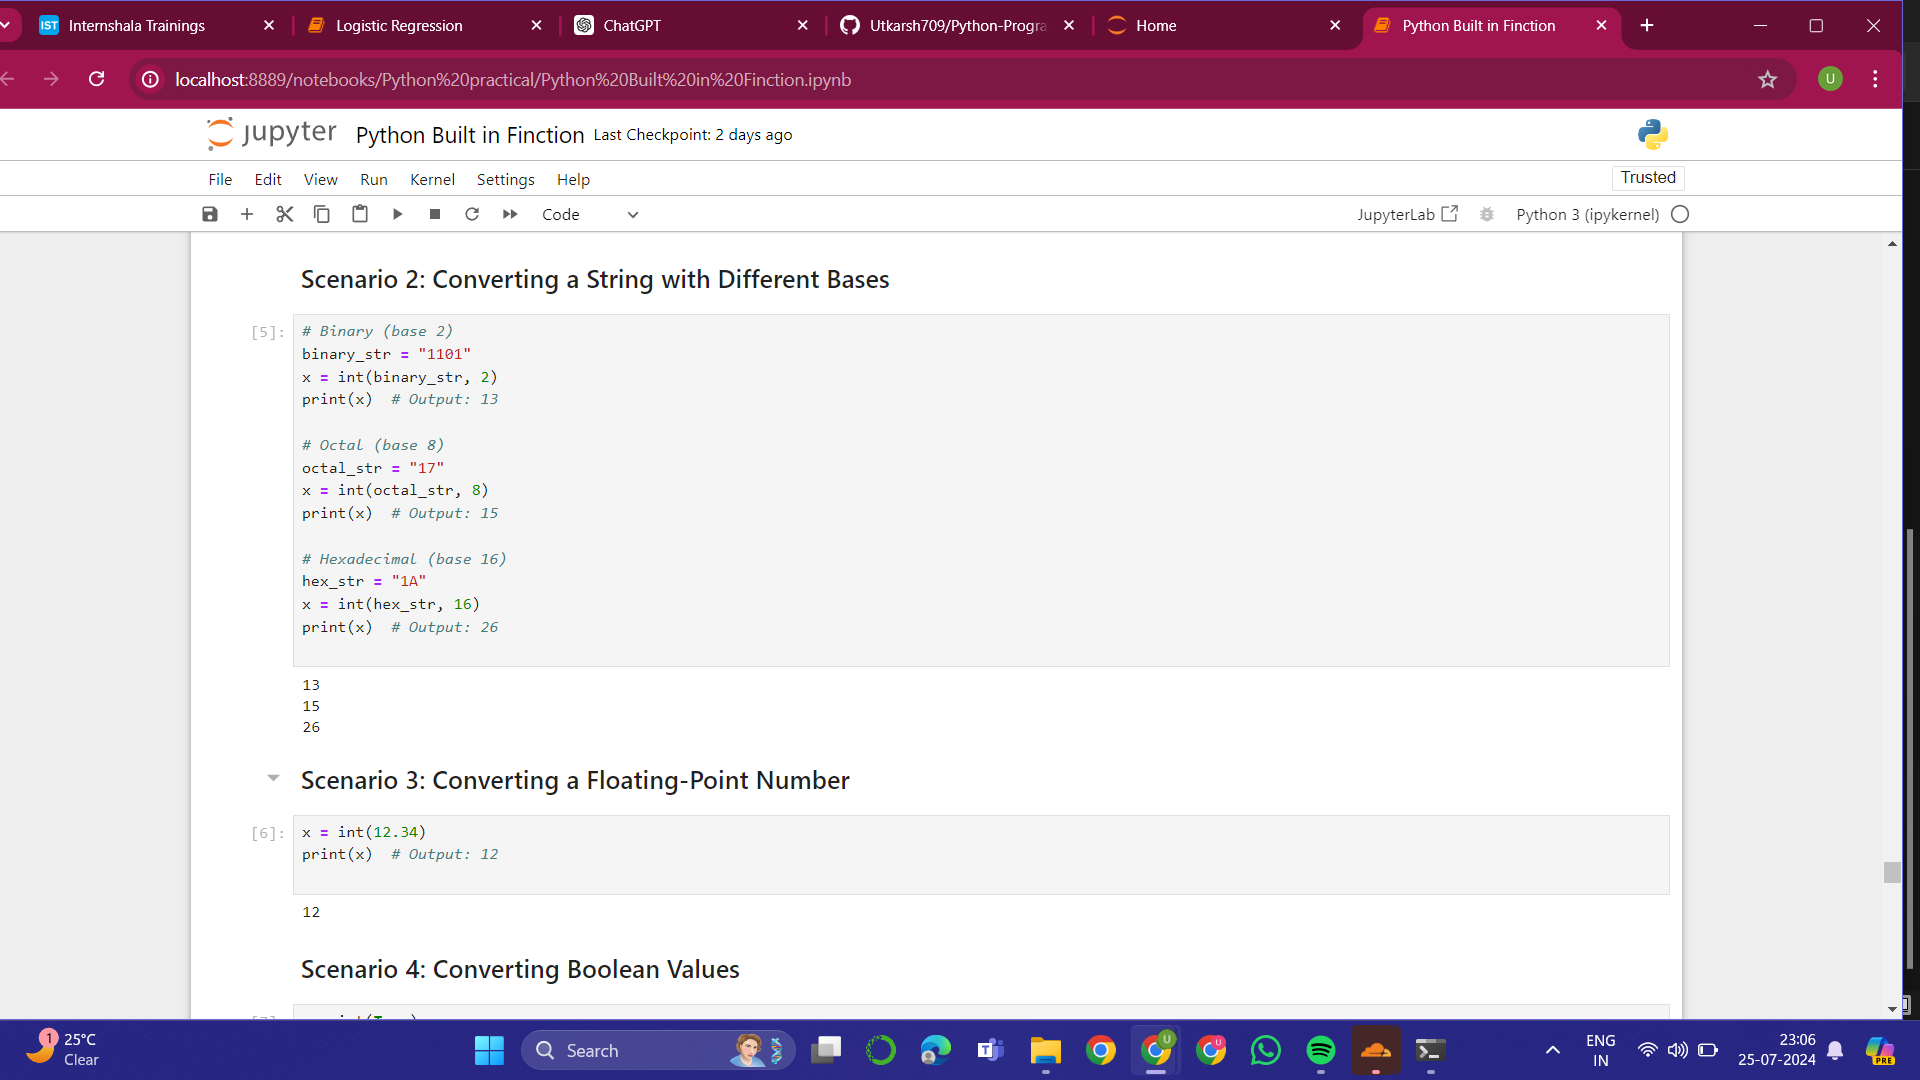 IST Internshala Trainings
Logistic Regression
ChatGPT
Utkarsh709/Python-Progra
Home
Python Built in Finction
localhost:8889/notebooks/Python%20practical/Python%20Built%20in%20Finction.ipynb
U
jupyter Python Built in Finction Last Checkpoint: 2 days ago
File Edit View Run Kernel Settings Help
Trusted
Code
JupyterLab
Python 3 (ipykernel)
Scenario 2: Converting a String with Different Bases
[5]:
# Binary (base 2)
binary_str = "1101"
x = int(binary_str, 2)
print(x)  # Output: 13
# Octal (base 8)
octal_str = "17"
x = int(octal_str, 8)
print(x)  # Output: 15
# Hexadecimal (base 16)
hex_str = "1A"
x = int(hex_str, 16)
print(x)  # Output: 26
13
15
26
Scenario 3: Converting a Floating-Point Number
[6]:
x = int(12.34)
print(x)  # Output: 12
12
Scenario 4: Converting Boolean Values
1
25°C
Clear
Search
U
U
ENG
IN
23:06
25-07-2024
PRE